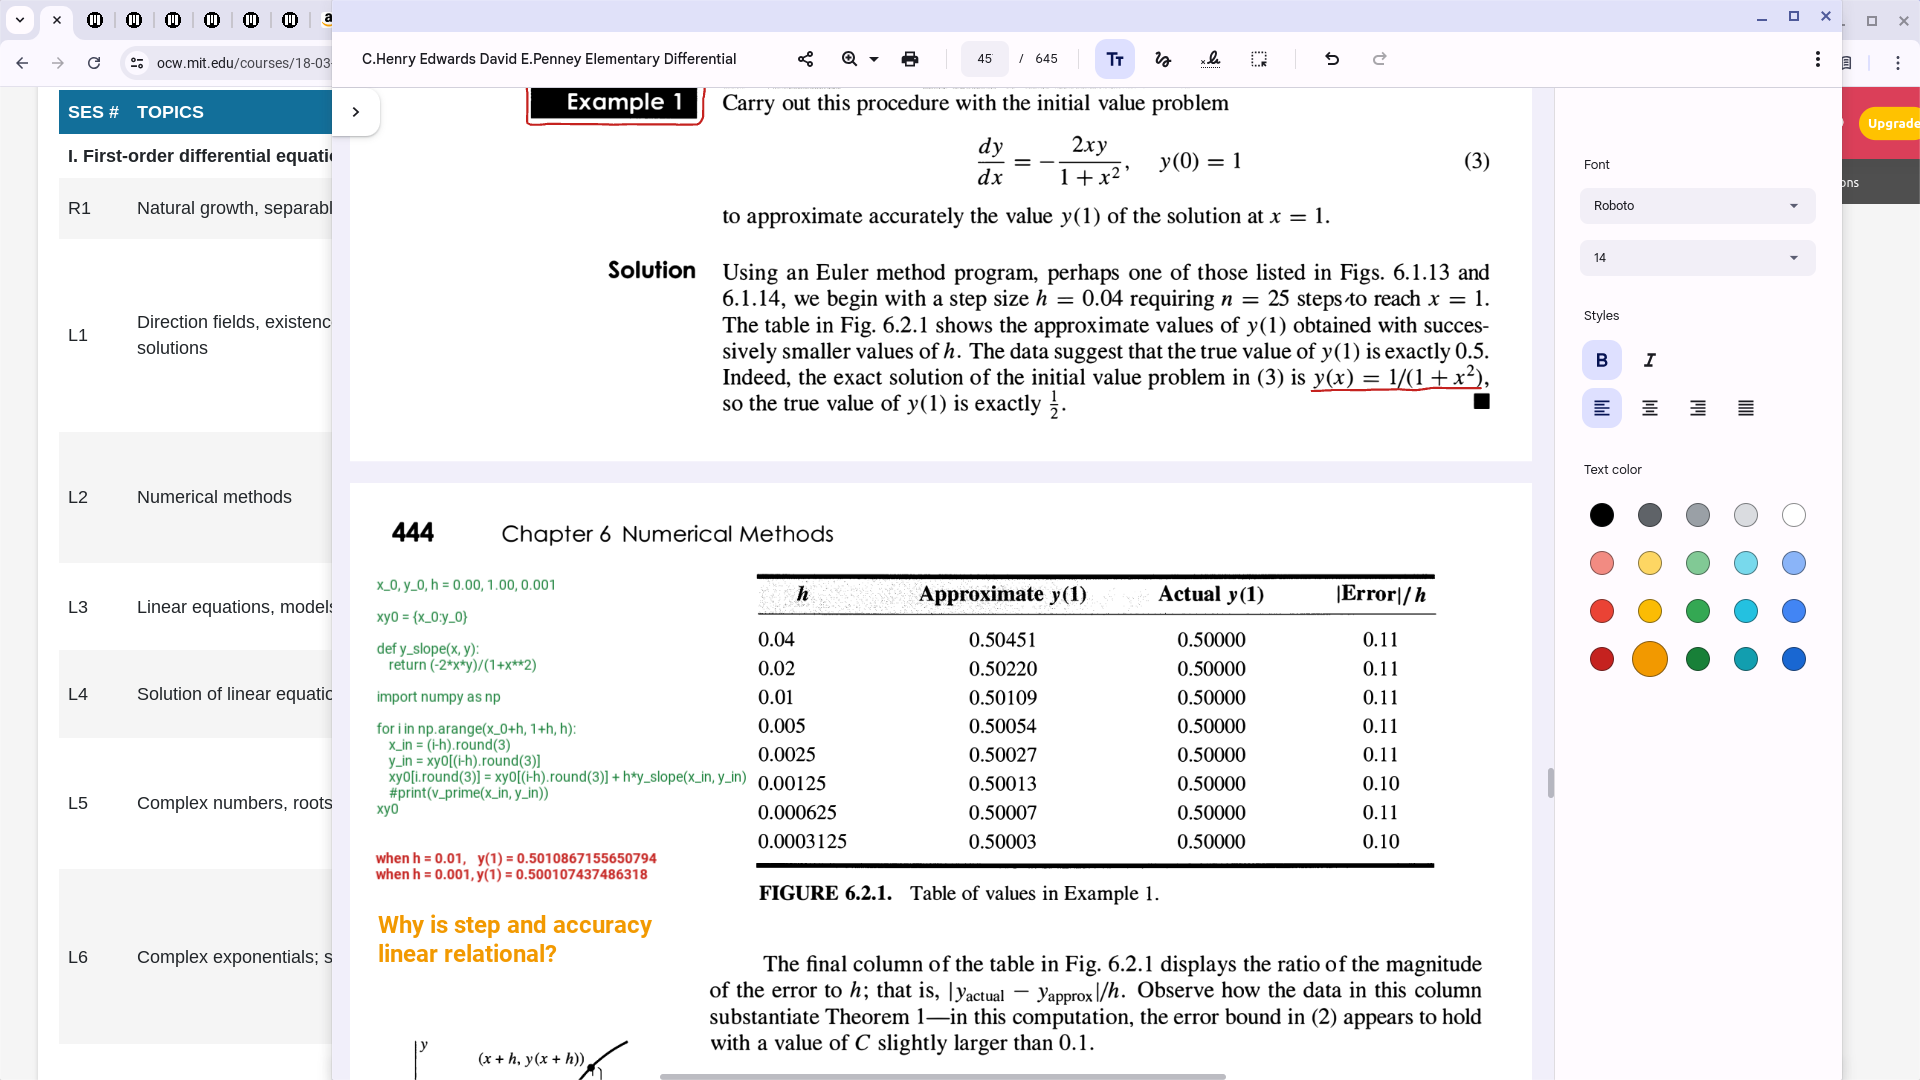 C.Henry Edwards David E.Penney Elementary Differential
45 / 645
ocw.mit.edu/courses/18-03-
Upgrade
ons
SES # TOPICS
I. First-order differential equati
R1 Natural growth, separabl
L1 Direction fields, existenc
solutions
L2 Numerical methods
L3 Linear equations, models
L4 Solution of linear equatio
L5 Complex numbers, roots
L6 Complex exponentials; s
Example 1 Carry out this procedure with the initial value problem
dy/dx = − 2xy/(1 + x²), y(0) = 1 (3)
to approximate accurately the value y(1) of the solution at x = 1.
Solution Using an Euler method program, perhaps one of those listed in Figs. 6.1.13 and
6.1.14, we begin with a step size h = 0.04 requiring n = 25 steps to reach x = 1.
The table in Fig. 6.2.1 shows the approximate values of y(1) obtained with succes-
sively smaller values of h. The data suggest that the true value of y(1) is exactly 0.5.
Indeed, the exact solution of the initial value problem in (3) is y(x) = 1/(1 + x²),
so the true value of y(1) is exactly 1/2.
444 Chapter 6 Numerical Methods
x_0, y_0, h = 0.00, 1.00, 0.001
xy0 = {x_0:y_0}
def y_slope(x, y):
return (-2*x*y)/(1+x**2)
import numpy as np
for i in np.arange(x_0+h, 1+h, h):
x_in = (i-h).round(3)
y_in = xy0[(i-h).round(3)]
xy0[i.round(3)] = xy0[(i-h).round(3)] + h*y_slope(x_in, y_in)
#print(v_prime(x_in, y_in))
xy0
when h = 0.01, y(1) = 0.5010867155650794
when h = 0.001, y(1) = 0.500107437486318
Why is step and accuracy
linear relational?
h Approximate y(1) Actual y(1) |Error|/h
0.04 0.50451 0.50000 0.11
0.02 0.50220 0.50000 0.11
0.01 0.50109 0.50000 0.11
0.005 0.50054 0.50000 0.11
0.0025 0.50027 0.50000 0.11
0.00125 0.50013 0.50000 0.10
0.000625 0.50007 0.50000 0.11
0.0003125 0.50003 0.50000 0.10
FIGURE 6.2.1. Table of values in Example 1.
The final column of the table in Fig. 6.2.1 displays the ratio of the magnitude
of the error to h; that is, |yactual − yapprox|/h. Observe how the data in this column
substantiate Theorem 1—in this computation, the error bound in (2) appears to hold
with a value of C slightly larger than 0.1.
y
(x + h, y(x + h))
Font
Roboto
14
Styles
B I
Text color